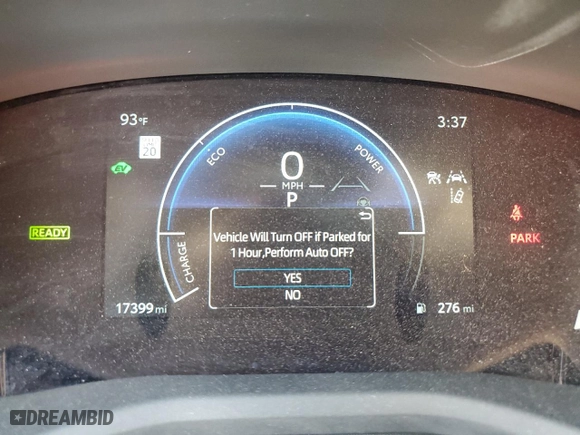 93°F
3:37
20
ECO
POWER
0
MPH
P
EV
READY
CHARGE
Vehicle Will Turn OFF if Parked for
1 Hour,Perform Auto OFF?
YES
NO
PARK
17399 mi
276 mi
DREAMBID